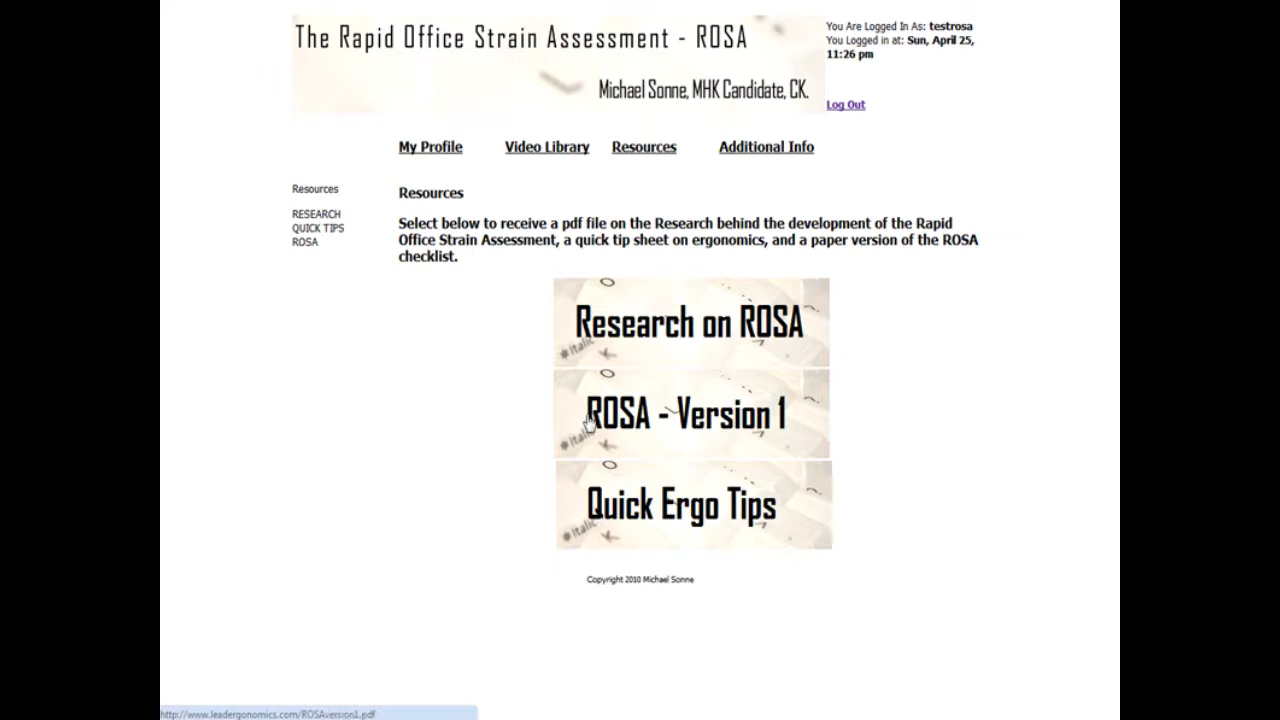 The Rapid Office Strain Assessment - ROSA
Michael Sonne, MHK Candidate, CK.
You Are Logged In As: testrosa
You Logged in at: Sun, April 25,
11:26 pm
Log Out
My Profile
Video Library
Resources
Additional Info
Resources
RESEARCH
QUICK TIPS
ROSA
Resources
Select below to receive a pdf file on the Research behind the development of the Rapid
Office Strain Assessment, a quick tip sheet on ergonomics, and a paper version of the ROSA
checklist.
Research on ROSA
#italic
ROSA - Version 1
#italic
Quick Ergo Tips
#italic
Copyright 2010 Michael Sonne
http://www.leadergonomics.com/ROSAversion1.pdf